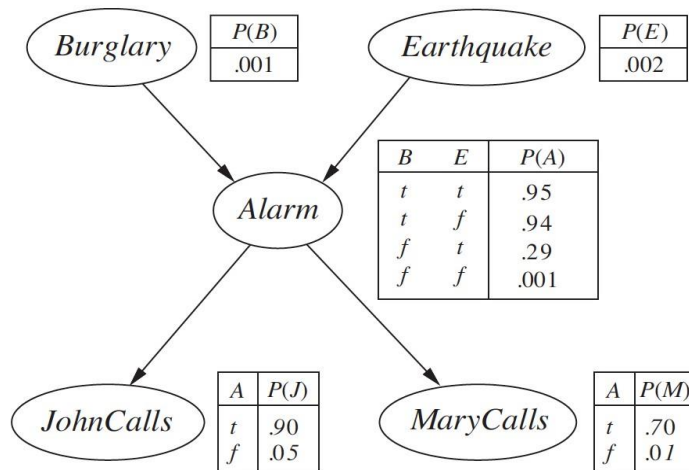 Burglary
P(B)
.001
Earthquake
P(E)
.002
Alarm
B E P(A)
t t .95
t f .94
f t .29
f f .001
JohnCalls
A P(J)
t .90
f .05
MaryCalls
A P(M)
t .70
f .01